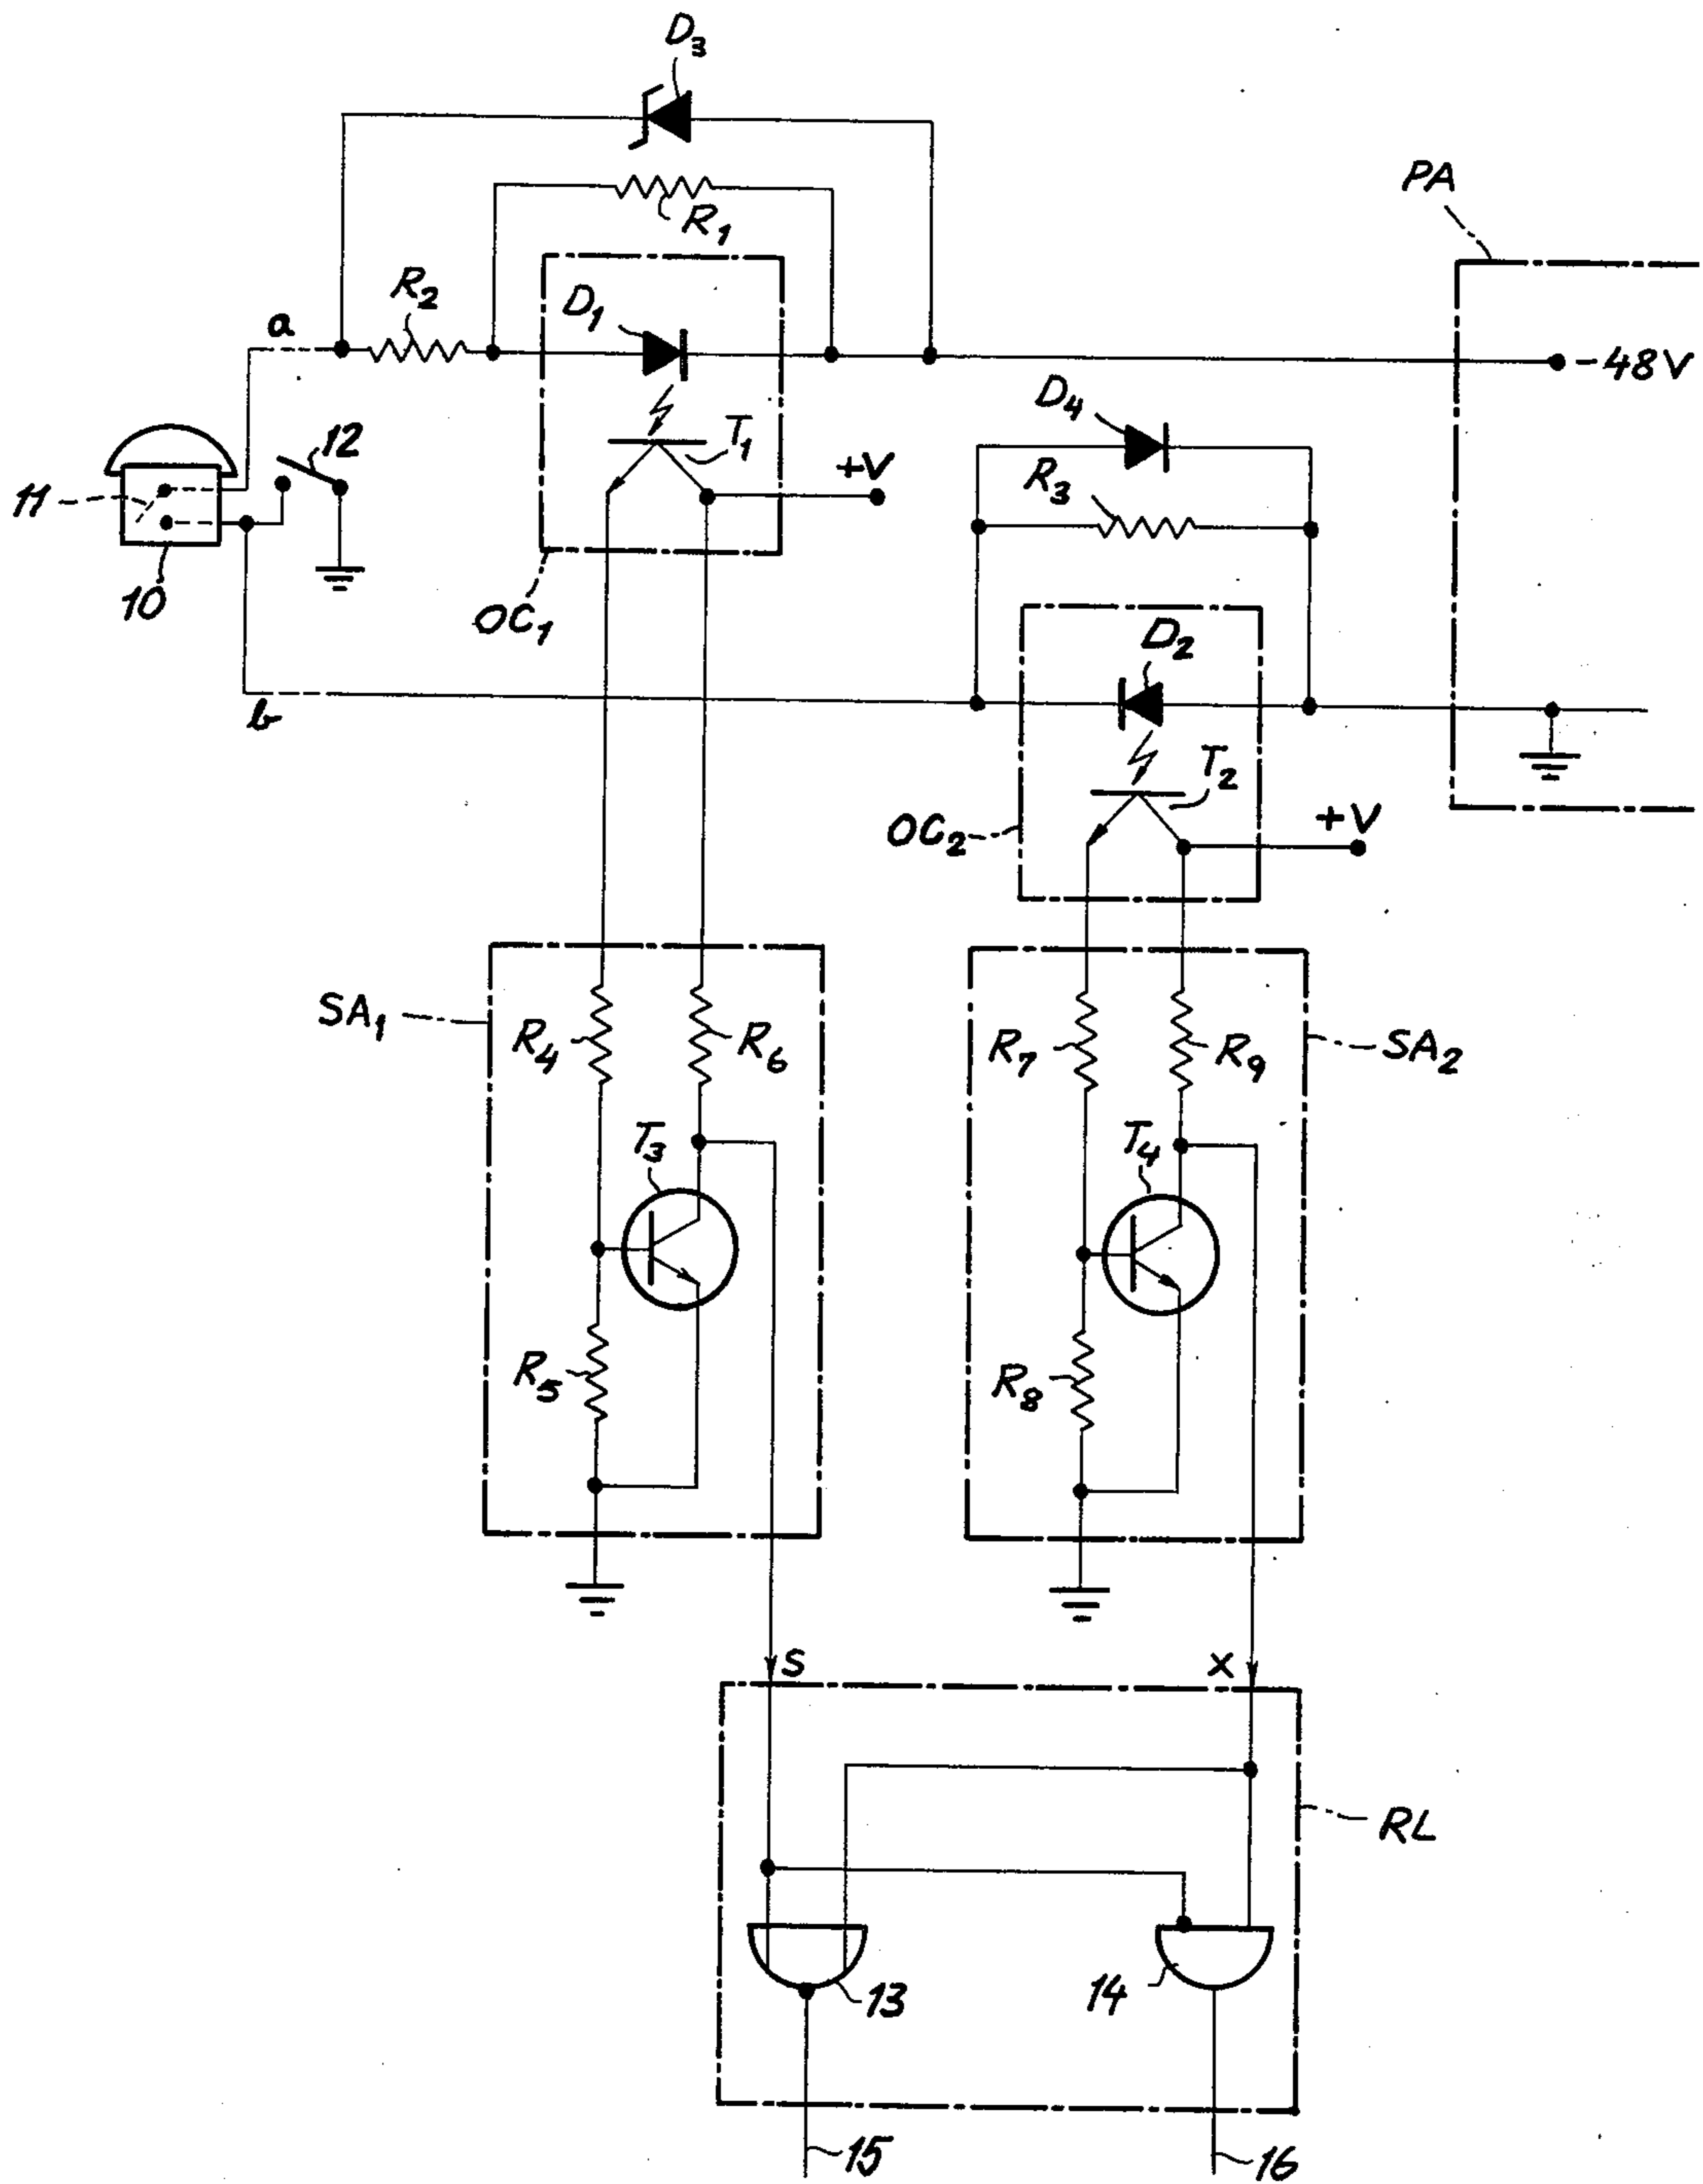 D3
PA
R1
R2
a
D1
-48V
D4
12
T1
+V
R3
11
10
OC1
D2
b
T2
OC2
+V
SA1
R4
R6
R7
R9
SA2
T3
T4
R5
R8
S
X
RL
13
14
15
16